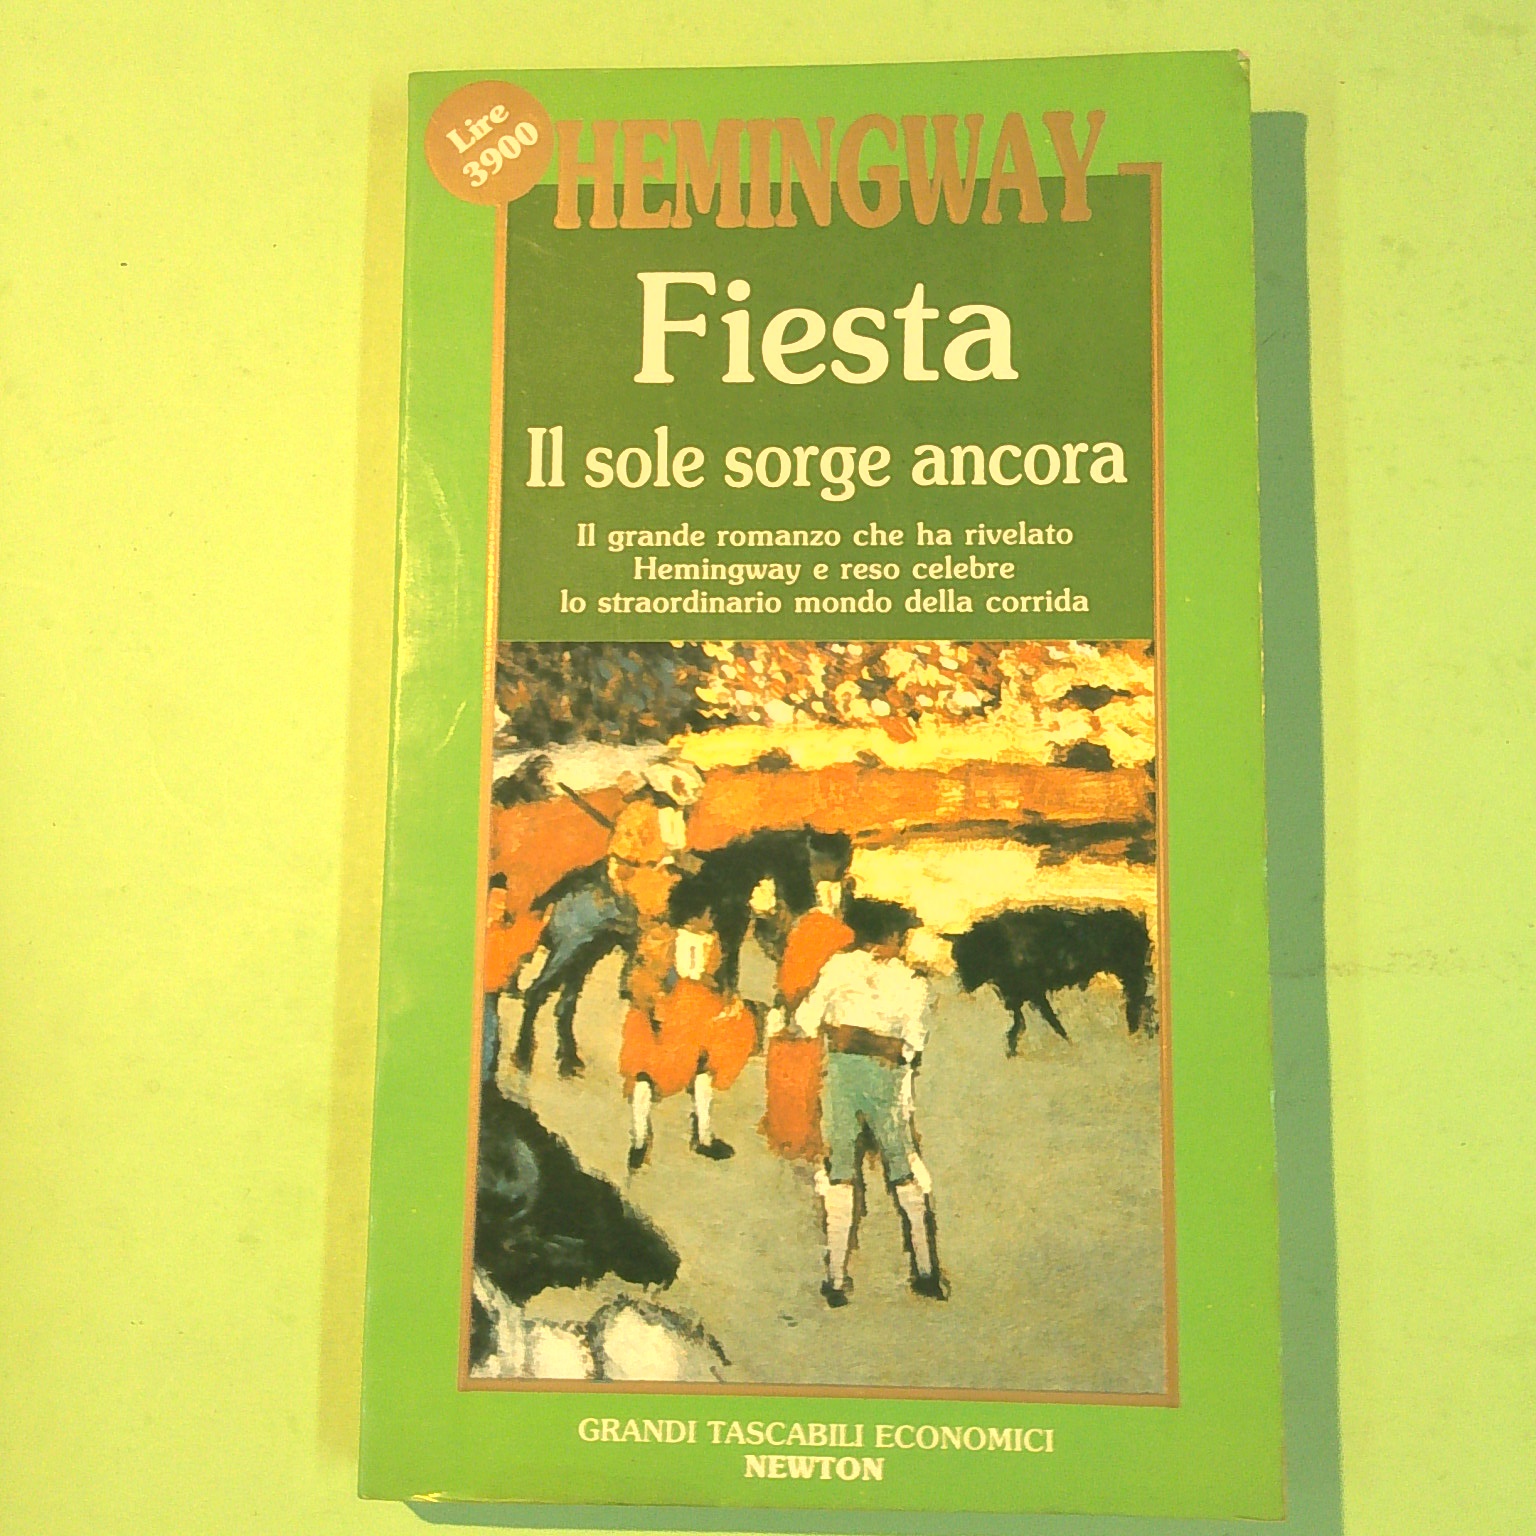 Lire
3900
HEMINGWAY
Fiesta
Il sole sorge ancora
Il grande romanzo che ha rivelato
Hemingway e reso celebre
lo straordinario mondo della corrida
GRANDI TASCABILI ECONOMICI
NEWTON